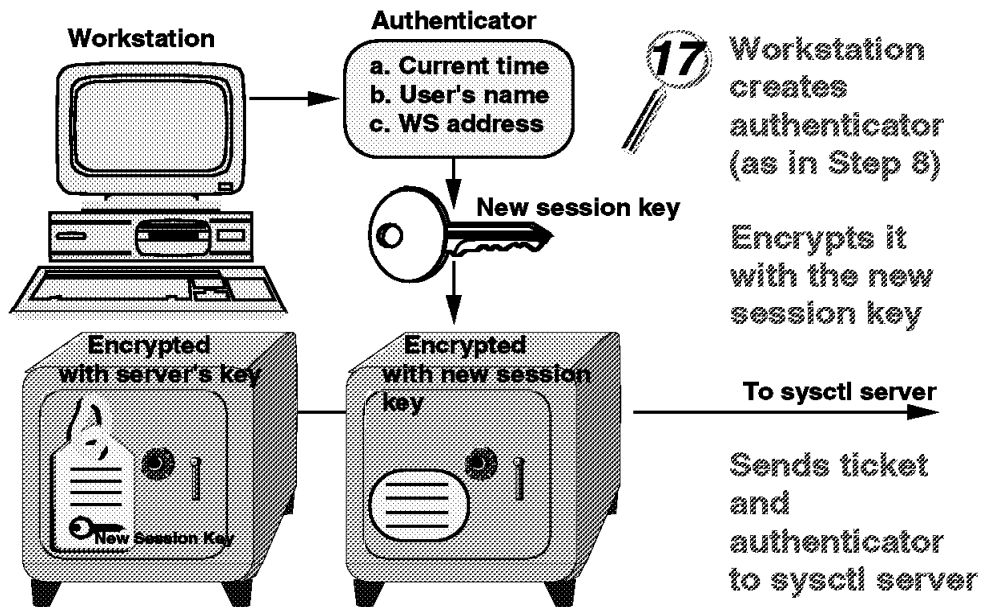 Workstation
Authenticator
a. Current time
b. User's name
c. WS address
New session key
17
Workstation
creates
authenticator
(as in Step 8)
Encrypts it
with the new
session key
Encrypted
with server's key
New Session Key
Encrypted
with new session
key
To sysctl server
Sends ticket
and
authenticator
to sysctl server